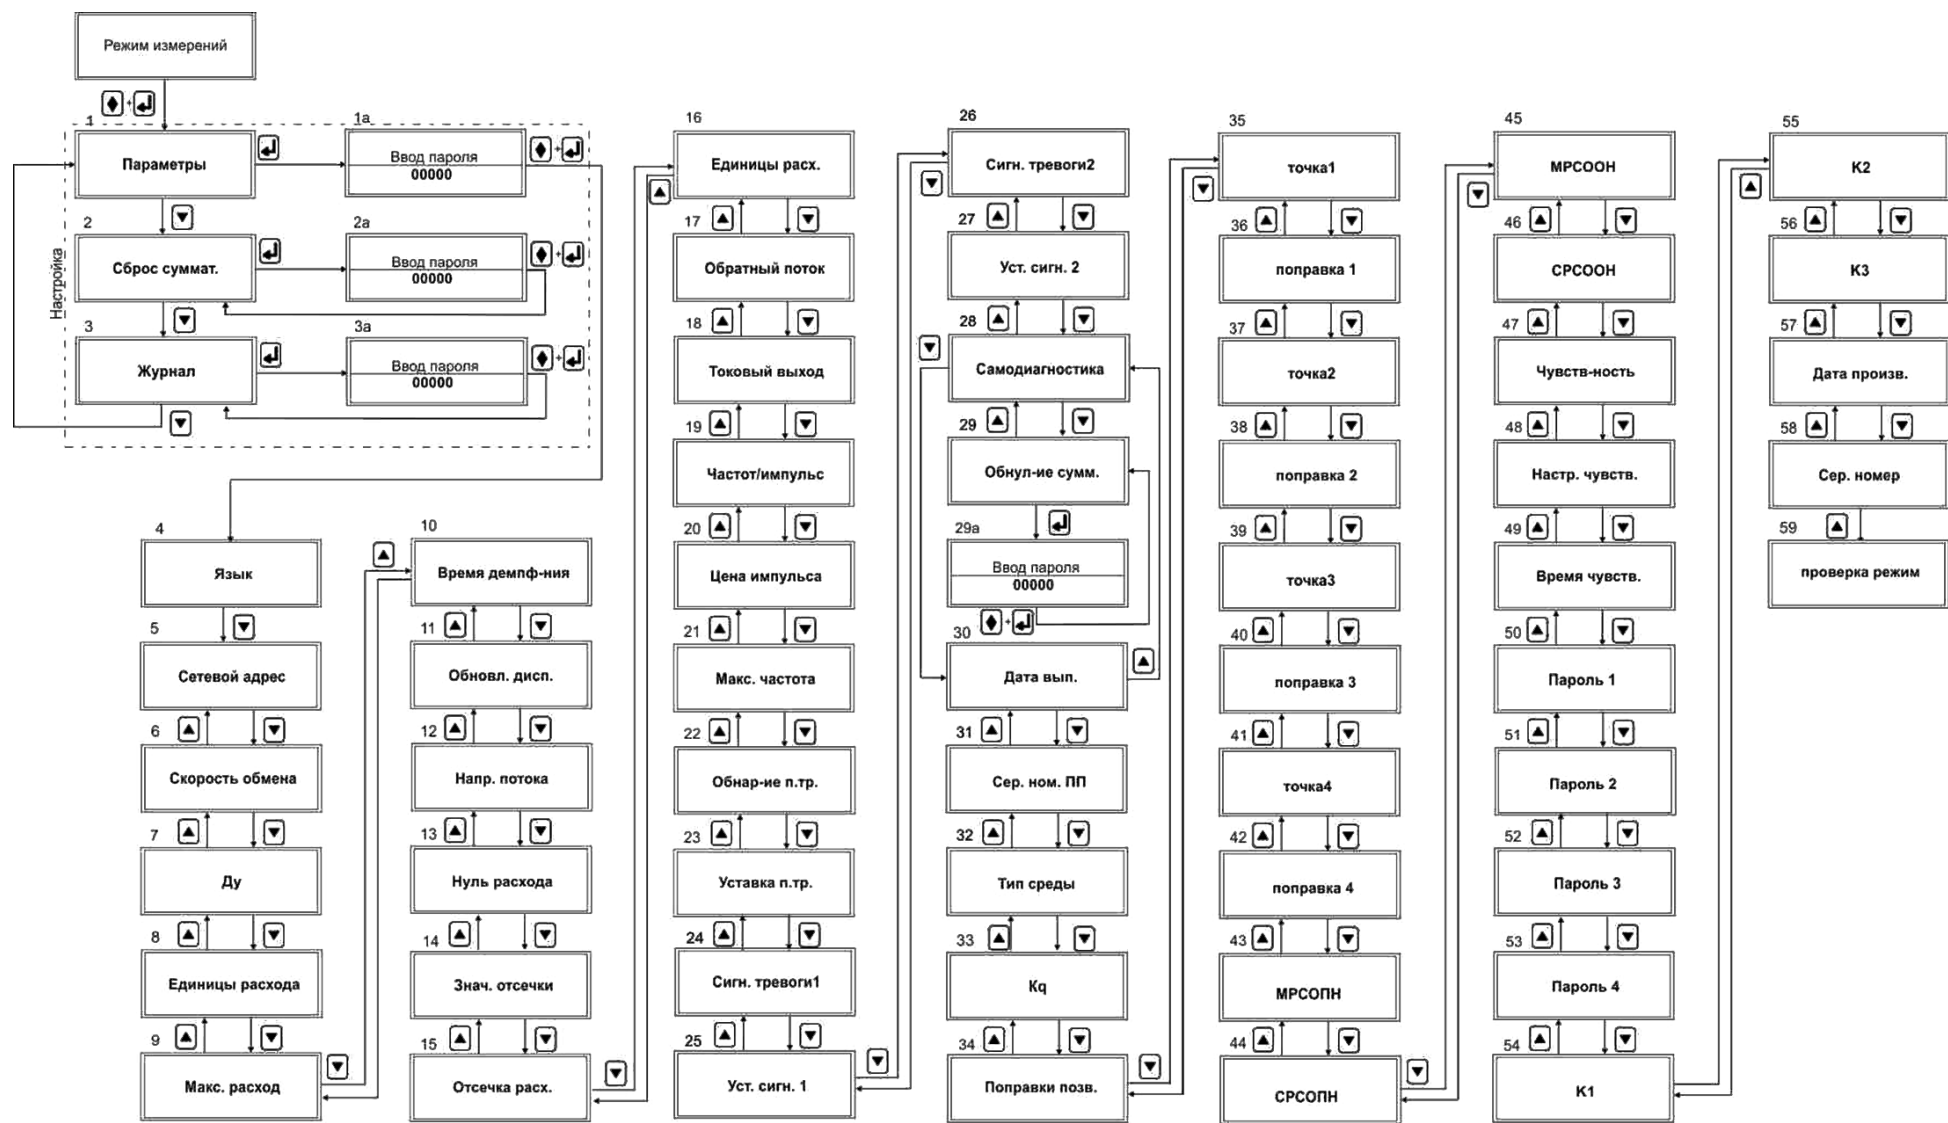 Режим измерений
1
Параметры
1а
Ввод пароля
00000
2
Сброс суммат.
2а
Ввод пароля
00000
3
Журнал
3а
Ввод пароля
00000
Настройка
4
Язык
5
Сетевой адрес
6
Скорость обмена
7
Ду
8
Единицы расхода
9
Макс. расход
10
Время демпф-ния
11
Обновл. дисп.
12
Напр. потока
13
Нуль расхода
14
Знач. отсечки
15
Отсечка расх.
16
Единицы расх.
17
Обратный поток
18
Токовый выход
19
Частот/импульс
20
Цена импульса
21
Макс. частота
22
Обнар-ие п.тр.
23
Уставка п.тр.
24
Сигн. тревоги1
25
Уст. сигн. 1
26
Сигн. тревоги2
27
Уст. сигн. 2
28
Самодиагностика
29
Обнул-ие сумм.
29а
Ввод пароля
00000
30
Дата вып.
31
Сер. ном. ПП
32
Тип среды
33
Kq
34
Поправки позв.
35
точка1
36
поправка 1
37
точка2
38
поправка 2
39
точка3
40
поправка 3
41
точка4
42
поправка 4
43
МРСОПН
44
СРСОПН
45
МРСООН
46
СРСООН
47
Чувств-ность
48
Настр. чувств.
49
Время чувств.
50
Пароль 1
51
Пароль 2
52
Пароль 3
53
Пароль 4
54
К1
55
К2
56
К3
57
Дата произв.
58
Сер. номер
59
проверка режим